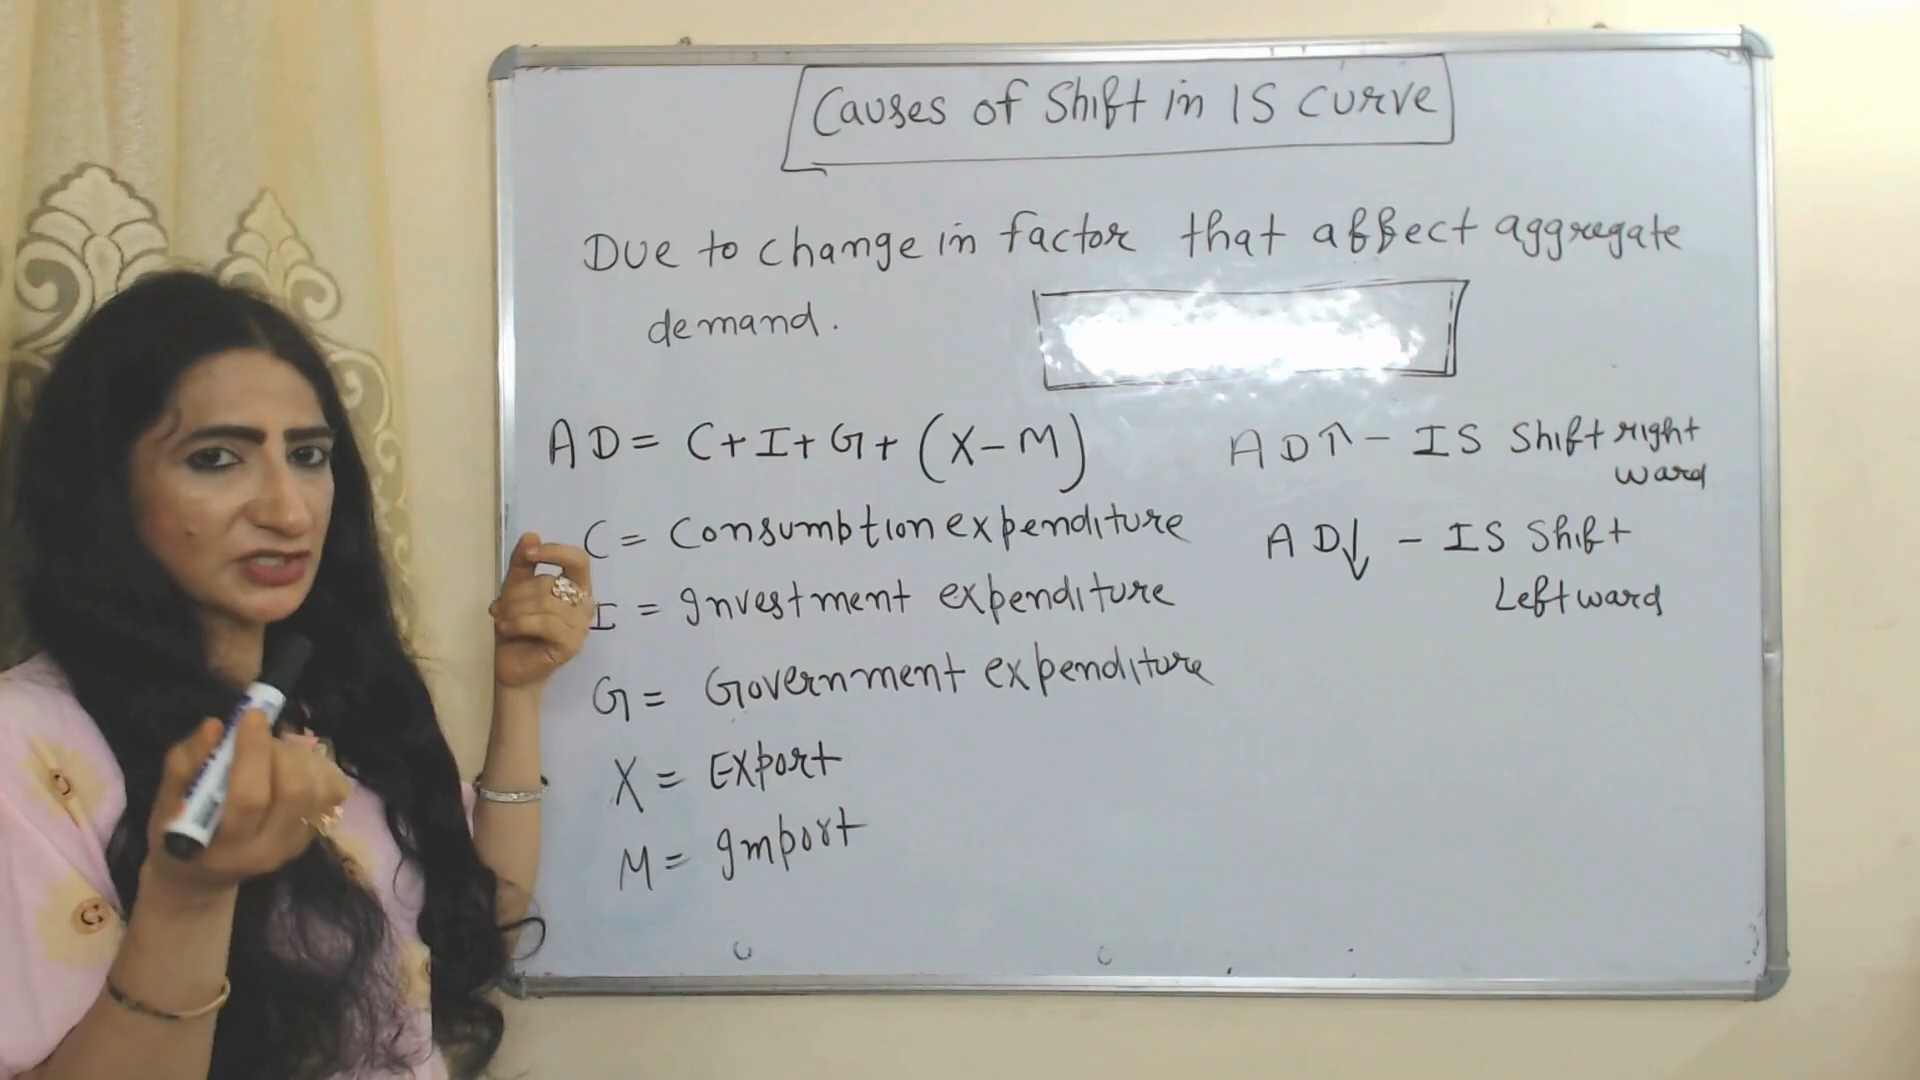 Causes of Shift in IS Curve
Due to change in factor that affect aggregate
demand.
AD = C+I+G+(X-M)
C = Consumption expenditure
I = Investment expenditure
G = Government expenditure
X = Export
M = Import
AD↑ - IS Shift right
ward
AD↓ - IS Shift
Leftward